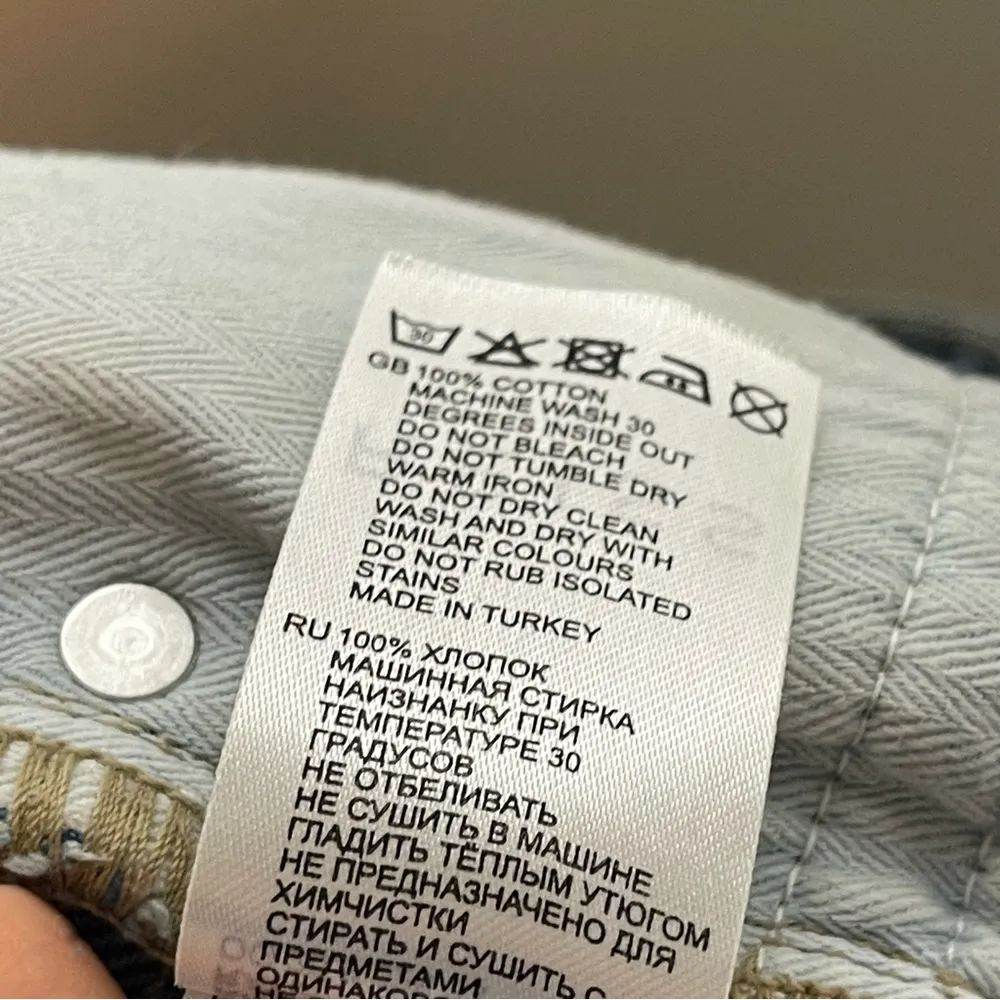 30
GB 100% COTTON
MACHINE WASH 30
DEGREES INSIDE OUT
DO NOT BLEACH
DO NOT TUMBLE DRY
WARM IRON
DO NOT DRY CLEAN
WASH AND DRY WITH
SIMILAR COLOURS
DO NOT RUB ISOLATED
STAINS
MADE IN TURKEY
RU 100% ХЛОПОК
МАШИННАЯ СТИРКА
НАИЗНАНКУ ПРИ
ТЕМПЕРАТУРЕ 30
ГРАДУСОВ
НЕ ОТБЕЛИВАТЬ
НЕ СУШИТЬ В МАШИНЕ
ГЛАДИТЬ ТЁПЛЫМ УТЮГОМ
НЕ ПРЕДНАЗНАЧЕНО ДЛЯ
ХИМЧИСТКИ
СТИРАТЬ И СУШИТЬ С
ПРЕДМЕТАМИ